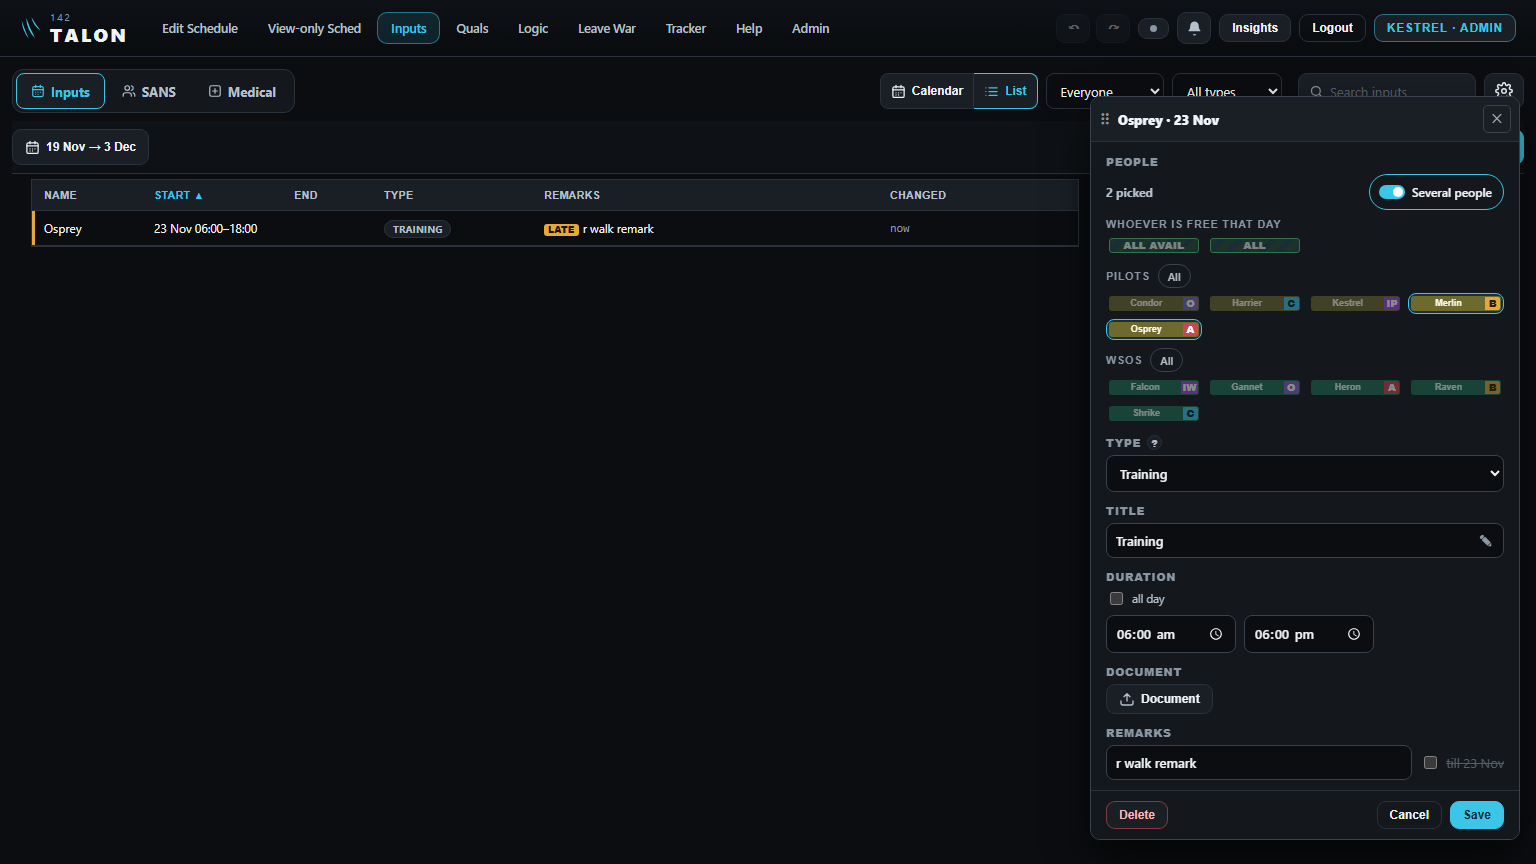 142
TALON
Edit Schedule
View-only Sched
Inputs
Quals
Logic
Leave War
Tracker
Help
Admin
Insights
Logout
KESTREL · ADMIN
Inputs
SANS
Medical
Calendar
List
Everyone
All types
Search inputs
19 Nov → 3 Dec
NAME
START ▲
END
TYPE
REMARKS
CHANGED
Osprey
23 Nov 06:00–18:00
TRAINING
LATE r walk remark
now
Osprey • 23 Nov
PEOPLE
2 picked
Several people
WHOEVER IS FREE THAT DAY
ALL AVAIL
ALL
PILOTS
All
Condor O
Harrier C
Kestrel IP
Merlin B
Osprey A
WSOS
All
Falcon IW
Gannet O
Heron A
Raven B
Shrike C
TYPE ?
Training
TITLE
Training
DURATION
all day
06:00 am
06:00 pm
DOCUMENT
Document
REMARKS
r walk remark
till 23 Nov
Delete
Cancel
Save